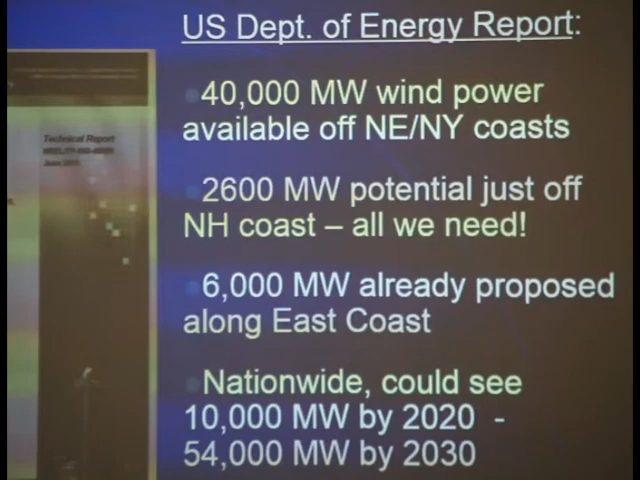 US Dept. of Energy Report:
40,000 MW wind power
available off NE/NY coasts
2600 MW potential just off
NH coast – all we need!
6,000 MW already proposed
along East Coast
Nationwide, could see
10,000 MW by 2020 -
54,000 MW by 2030
Technical Report
June